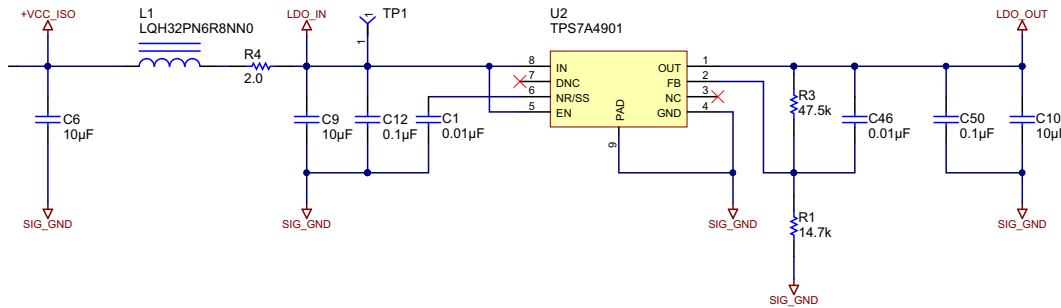 +VCC_ISO
L1
LQH32PN6R8NN0
R4
2.0
LDO_IN
1
TP1
1
U2
TPS7A4901
LDO_OUT
8
IN
OUT
1
7
DNC
FB
2
6
NR/SS
NC
3
5
EN
GND
4
PAD
9
C6
10µF
C9
10µF
C12
0.1µF
C1
0.01µF
R3
47.5k
C46
0.01µF
C50
0.1µF
C10
10µ
R1
14.7k
SIG_GND
SIG_GND
SIG_GND
SIG_GND
SIG_GND